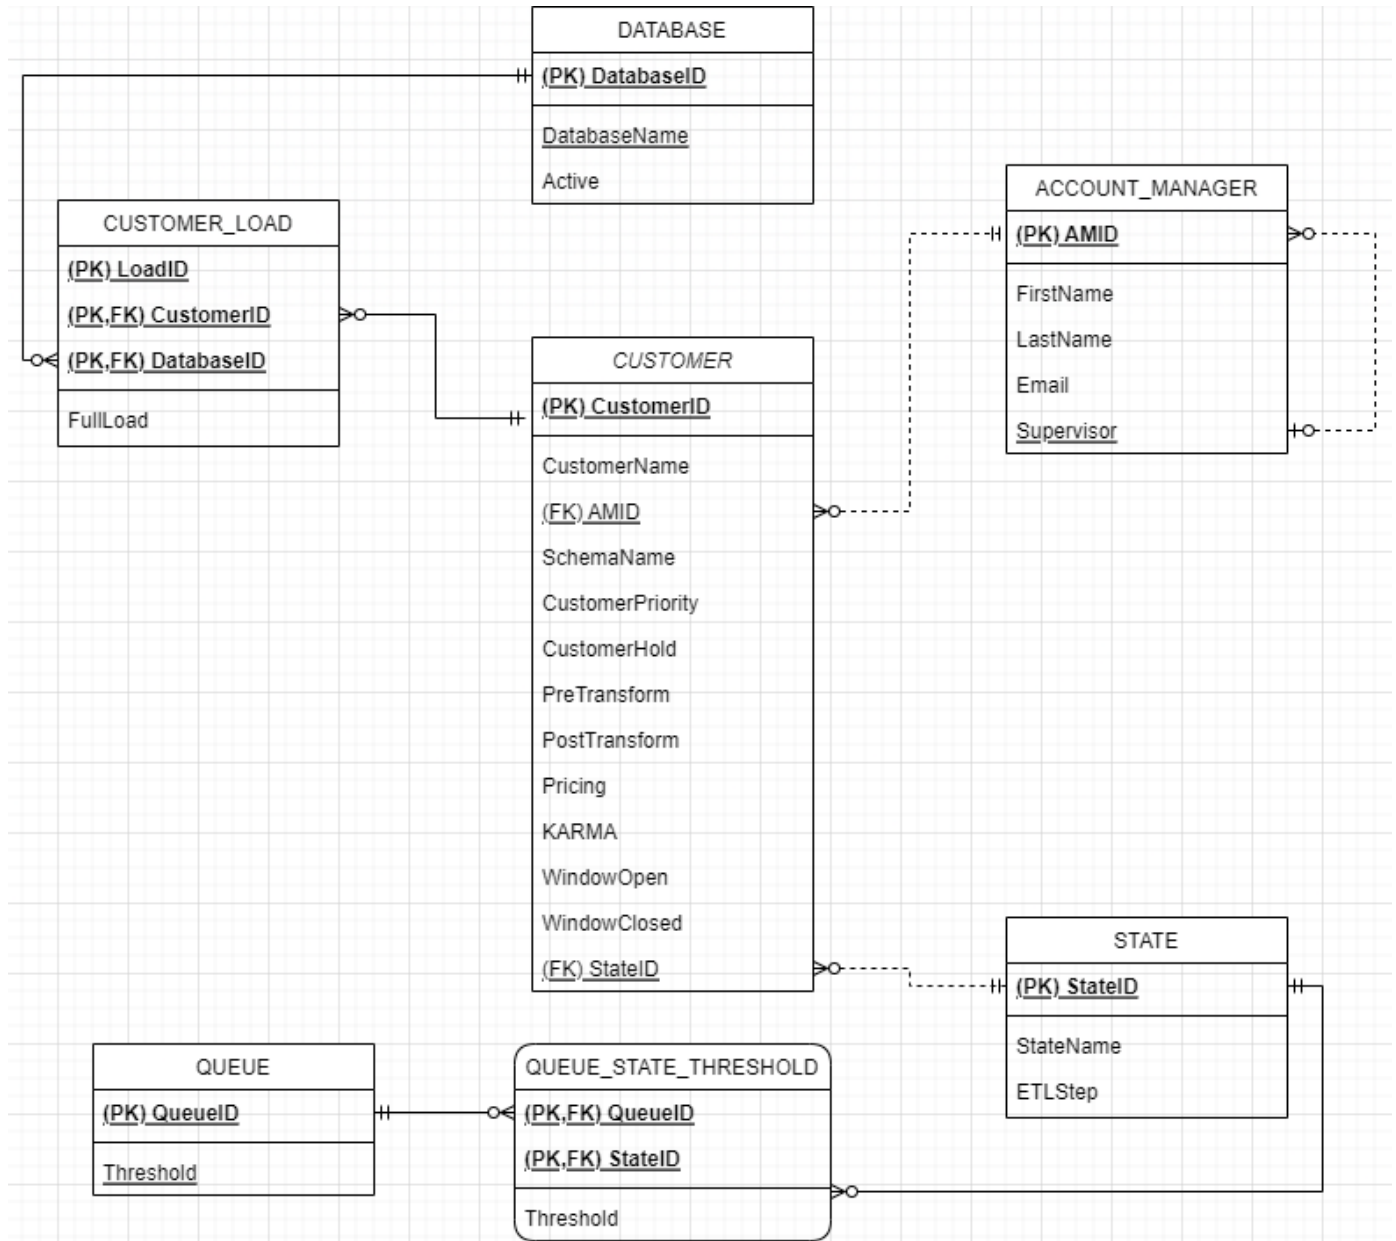 DATABASE
(PK) DatabaseID
DatabaseName
Active
CUSTOMER_LOAD
(PK) LoadID
(PK,FK) CustomerID
(PK,FK) DatabaseID
FullLoad
ACCOUNT_MANAGER
(PK) AMID
FirstName
LastName
Email
Supervisor
CUSTOMER
(PK) CustomerID
CustomerName
(FK) AMID
SchemaName
CustomerPriority
CustomerHold
PreTransform
PostTransform
Pricing
KARMA
WindowOpen
WindowClosed
(FK) StateID
STATE
(PK) StateID
StateName
ETLStep
QUEUE
(PK) QueueID
Threshold
QUEUE_STATE_THRESHOLD
(PK,FK) QueueID
(PK,FK) StateID
Threshold